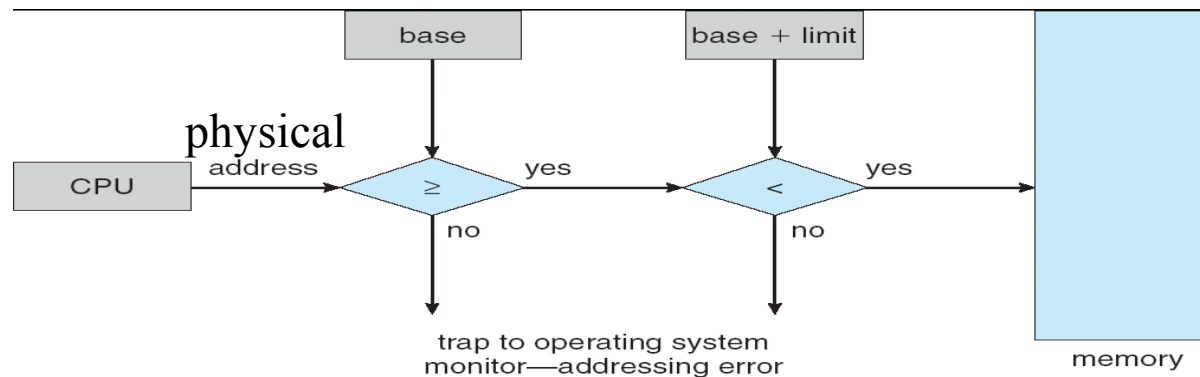 base
base + limit
physical
address
CPU
≥
yes
<
yes
no
no
trap to operating system
monitor—addressing error
memory